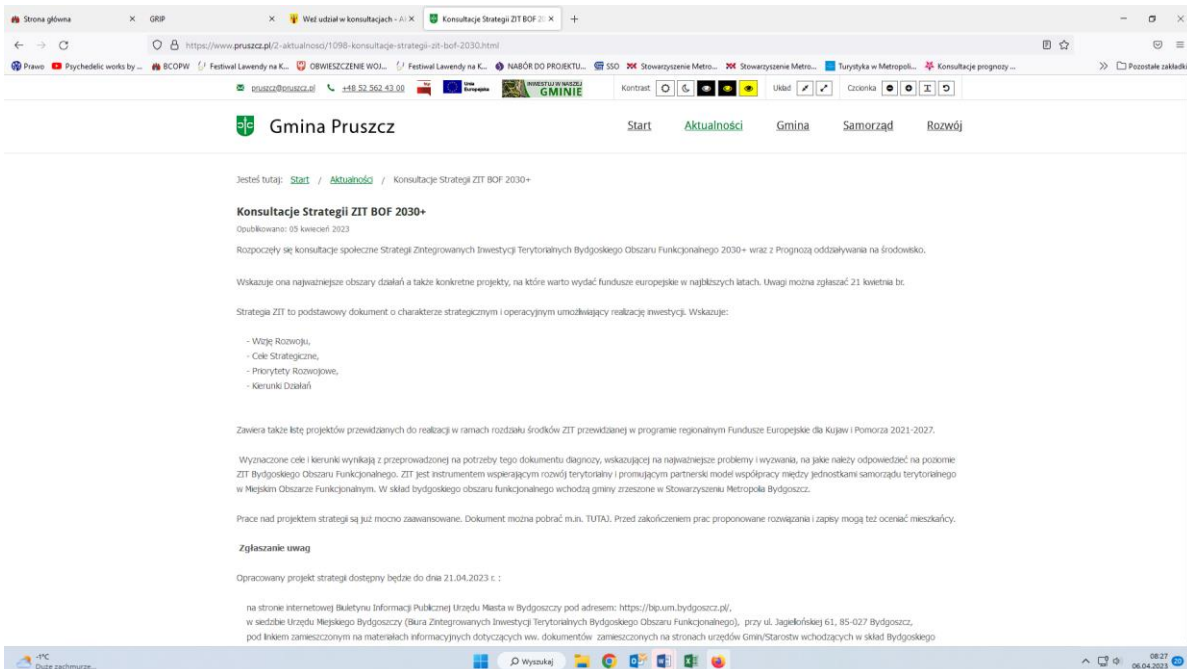 Strona główna GRIP Weź udział w konsultacjach - Konsultacje Strategii ZIT BOF
https://www.pruszcz.pl/2-aktualnosci/1098-konsultacje-strategii-zit-bof-2030.html
Prawo Psychedelic works by ... BCOPW Festiwal Lawendy na K... OBWIESZCZENIE WOJ... Festiwal Lawendy na K... NABÓR DO PROJEKTU... SSO Stowarzyszenie Metro... Stowarzyszenie Metro... Turystyka w Metropoli... Konsultacje prognozy ... Pozostałe zakładki
pruszcz@pruszcz.pl +48 52 562 43 00 Unia Europejska INWESTUJ W NASZEJ GMINIE Kontrast Układ Czcionka
Gmina Pruszcz Start Aktualności Gmina Samorząd Rozwój
Jesteś tutaj: Start / Aktualności / Konsultacje Strategii ZIT BOF 2030+
Konsultacje Strategii ZIT BOF 2030+
Opublikowano: 05 kwiecień 2023
Rozpoczęły się konsultacje społeczne Strategi Zintegrowanych Inwestycji Terytorialnych Bydgoskiego Obszaru Funkcjonalnego 2030+ wraz z Prognozą oddziaływania na środowisko.
Wskazuje ona najważniejsze obszary działań a także konkretne projekty, na które warto wydać fundusze europejskie w najbliższych latach. Uwagi można zgłaszać 21 kwietnia br.
Strategia ZIT to podstawowy dokument o charakterze strategicznym i operacyjnym umożliwiający realizację inwestycji. Wskazuje:
- Wizję Rozwoju,
- Cele Strategiczne,
- Priorytety Rozwojowe,
- Kierunki Działań
Zawiera także listę projektów przewidzianych do realizacji w ramach rozdziału środków ZIT przewidzianej w programie regionalnym Fundusze Europejskie dla Kujaw i Pomorza 2021-2027.
Wyznaczone cele i kierunki wynikają z przeprowadzonej na potrzeby tego dokumentu diagnozy, wskazującej na najważniejsze problemy i wyzwania, na jakie należy odpowiedzieć na poziomie
ZIT Bydgoskiego Obszaru Funkcjonalnego. ZIT jest instrumentem wspierającym rozwój terytorialny i promującym partnerski model współpracy między jednostkami samorządu terytorialnego
w Miejskim Obszarze Funkcjonalnym. W skład bydgoskiego obszaru funkcjonalnego wchodzą gminy zrzeszone w Stowarzyszeniu Metropolia Bydgoszcz.
Prace nad projektem strategii są już mocno zaawansowane. Dokument można pobrać m.in. TUTAJ. Przed zakończeniem prac proponowane rozwiązania i zapisy mogą też oceniać mieszkańcy.
Zgłaszanie uwag
Opracowany projekt strategii dostępny będzie do dnia 21.04.2023 r. :
na stronie internetowej Biuletynu Informacji Publicznej Urzędu Miasta w Bydgoszczy pod adresem: https://bip.um.bydgoszcz.pl/,
w siedzibie Urzędu Miejskiego Bydgoszczy (Biura Zintegrowanych Inwestycji Terytorialnych Bydgoskiego Obszaru Funkcjonalnego), przy ul. Jagiellońskiej 61, 85-027 Bydgoszcz,
pod linkiem zamieszczonym na materiałach informacyjnych dotyczących ww. dokumentów zamieszczonych na stronach urzędów Gmin/Starostw wchodzących w skład Bydgoskiego
-1°C Wyszukaj 08:27
Duże zachmurze... 06.04.2023